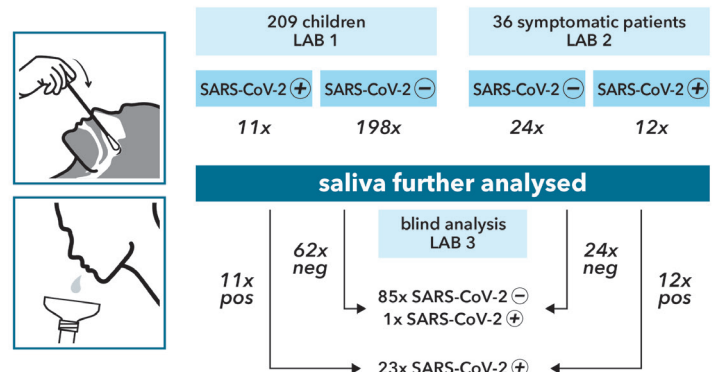 209 children
LAB 1
36 symptomatic patients
LAB 2
SARS-CoV-2 ⊕ SARS-CoV-2 ⊖ SARS-CoV-2 ⊖ SARS-CoV-2 ⊕
11x 198x 24x 12x
saliva further analysed
blind analysis
LAB 3
11x
pos
62x
neg
24x
neg
12x
pos
85x SARS-CoV-2 ⊖
1x SARS-CoV-2 ⊕
23x SARS-CoV-2 ⊕